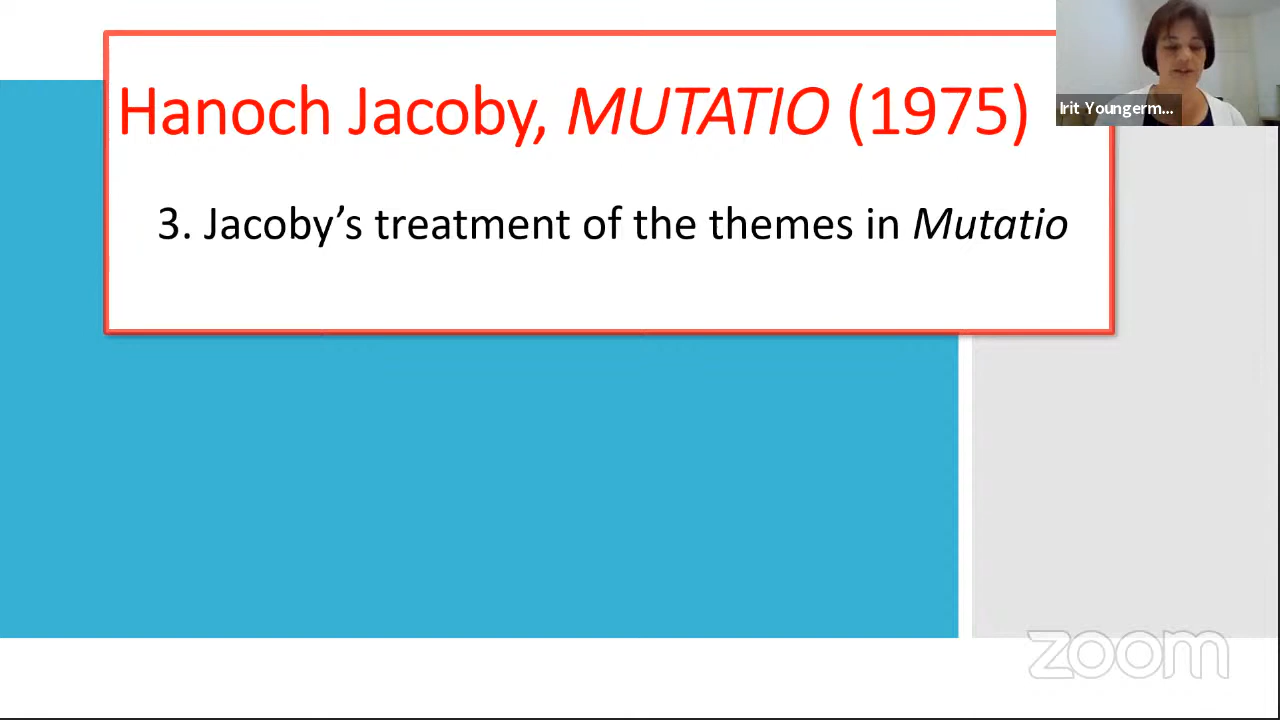 Hanoch Jacoby, MUTATIO (1975)
Irit Youngerm...
3. Jacoby’s treatment of the themes in Mutatio
zoom